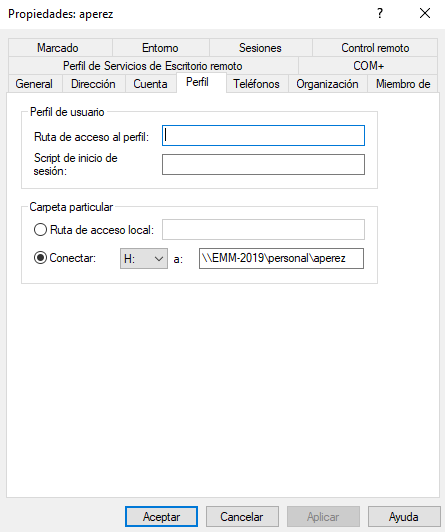 Propiedades: aperez
Marcado Entorno Sesiones Control remoto
Perfil de Servicios de Escritorio remoto COM+
General Dirección Cuenta Perfil Teléfonos Organización Miembro de
Perfil de usuario
Ruta de acceso al perfil:
Script de inicio de
sesión:
Carpeta particular
Ruta de acceso local:
Conectar: H: a: \\EMM-2019\personal\aperez
Aceptar Cancelar Aplicar Ayuda